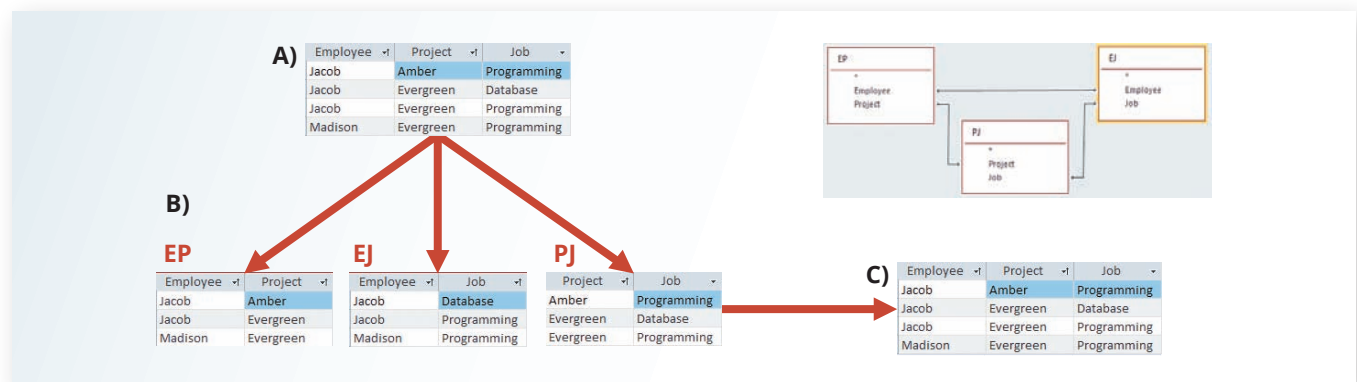 A)
Employee Project Job
Jacob Amber Programming
Jacob Evergreen Database
Jacob Evergreen Programming
Madison Evergreen Programming
EP
*
Employee
Project
EJ
*
Employee
Job
PJ
*
Project
Job
B)
EP
Employee Project
Jacob Amber
Jacob Evergreen
Madison Evergreen
EJ
Employee Job
Jacob Database
Jacob Programming
Madison Programming
PJ
Project Job
Amber Programming
Evergreen Database
Evergreen Programming
C)
Employee Project Job
Jacob Amber Programming
Jacob Evergreen Database
Jacob Evergreen Programming
Madison Evergreen Programming